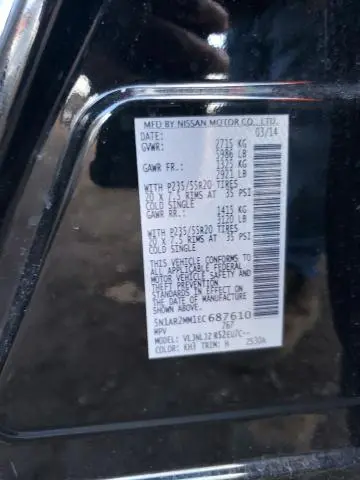 MFD BY NISSAN MOTOR CO., LTD.
DATE: 03/14
GVWR: 2715 KG
5986 LB
GAWR FR.: 1325 KG
2921 LB
WITH P235/55R20 TIRES
20 x 7.5 RIMS AT 35 PSI
COLD SINGLE
GAWR RR.: 1415 KG
3120 LB
WITH P235/55R20 TIRES
20 x 7.5 RIMS AT 35 PSI
COLD SINGLE
THIS VEHICLE CONFORMS
TO ALL APPLICABLE FEDERAL
MOTOR VEHICLE SAFETY AND
THEFT PREVENTION
STANDARDS IN EFFECT ON
THE DATE OF MANUFACTURE
SHOWN ABOVE.
5N1AR2MM1EC687610
MPV 767
MODEL:
COLOR: KH3 TRIM: H 7530A